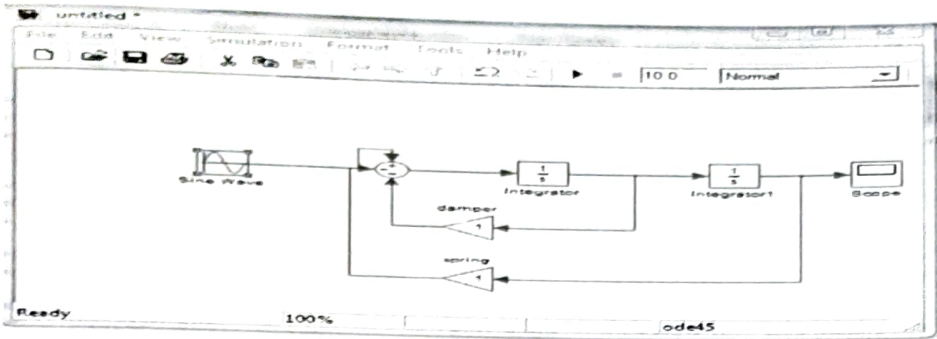 untitled *
File Edit View Simulation Format Tools Help
10.0 Normal
Sine Wave
1
s
Integrator
1
s
Integrator1
Scope
damper
1
spring
1
Ready 100% ode45